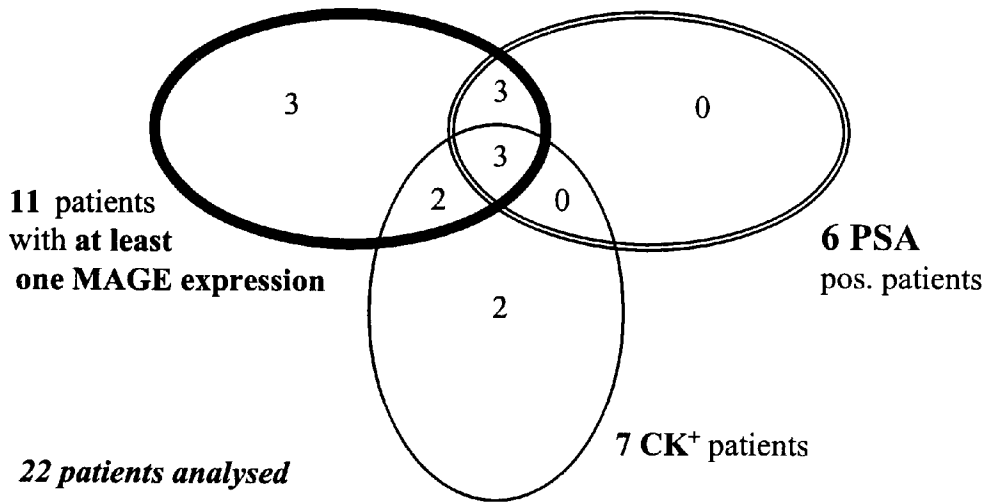 3
3
0
3
2
0
11 patients
with at least
one MAGE expression
6 PSA
pos. patients
2
7 CK⁺ patients
22 patients analysed